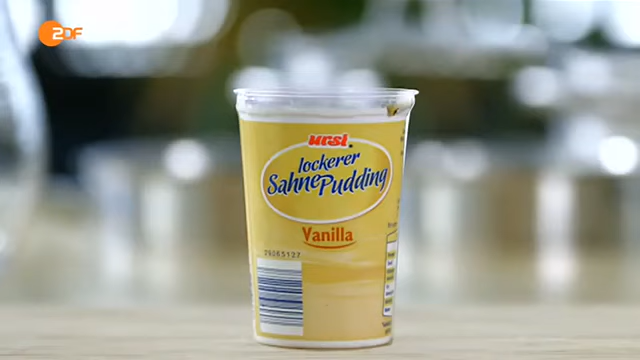 ZDF
ursi
lockerer
SahnePudding
Vanilla
29065127